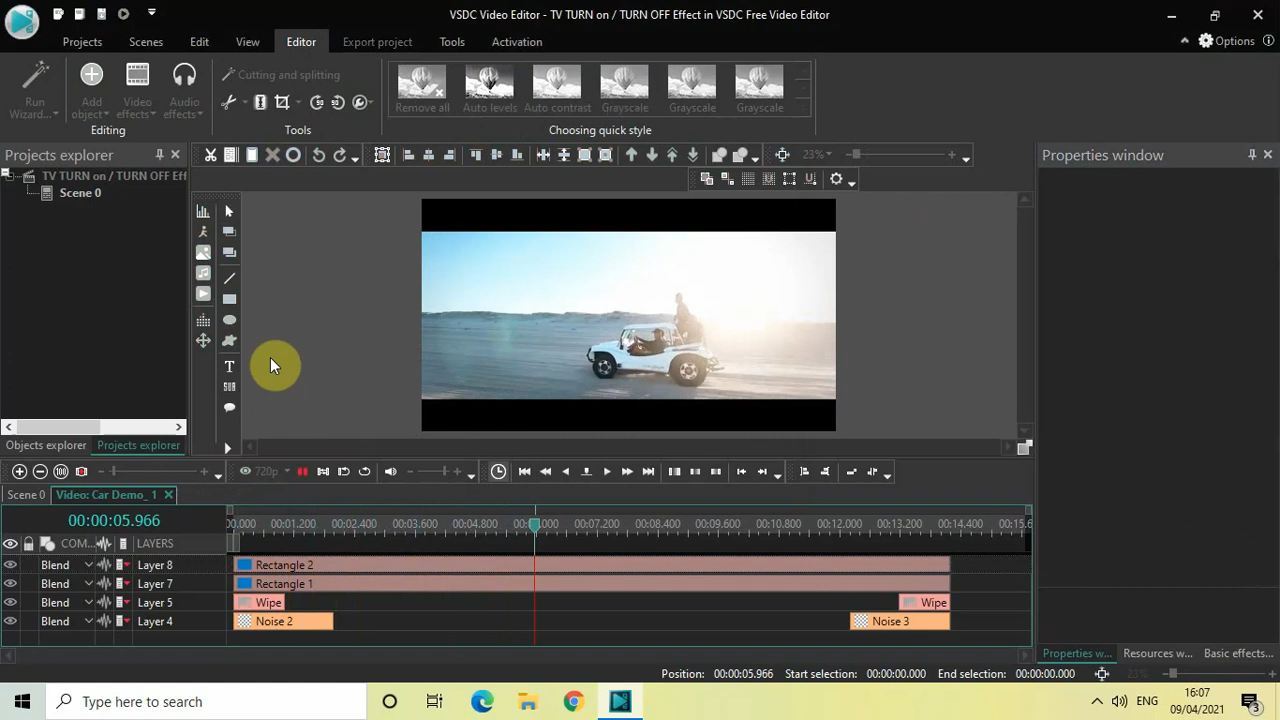 VSDC Video Editor - TV TURN on / TURN OFF Effect in VSDC Free Video Editor
Projects Scenes Edit View Editor Export project Tools Activation Options
Run Wizard... Add object Video effects Audio effects
Editing
Cutting and splitting
Tools
Remove all Auto levels Auto contrast Grayscale Grayscale Grayscale
Choosing quick style
Projects explorer
TV TURN on / TURN OFF Eff
Scene 0
23%
Properties window
T
SUB
Objects explorer Projects explorer
720p
Scene 0 Video: Car Demo_ 1
00:00:05.966
0.000 00:01.200 00:02.400 00:03.600 00:04.800 00:07.200 00:08.400 00:09.600 00:10.800 00:12.000 00:13.200 00:14.400 00:15.6
COM... LAYERS
Blend Layer 8 Rectangle 2
Blend Layer 7 Rectangle 1
Blend Layer 5 Wipe Wipe
Blend Layer 4 Noise 2 Noise 3
Properties w... Resources w... Basic effects...
Position: 00:00:05.966 Start selection: 00:00:00.000 End selection: 00:00:00.000 23%
Type here to search
ENG
16:07
09/04/2021
3